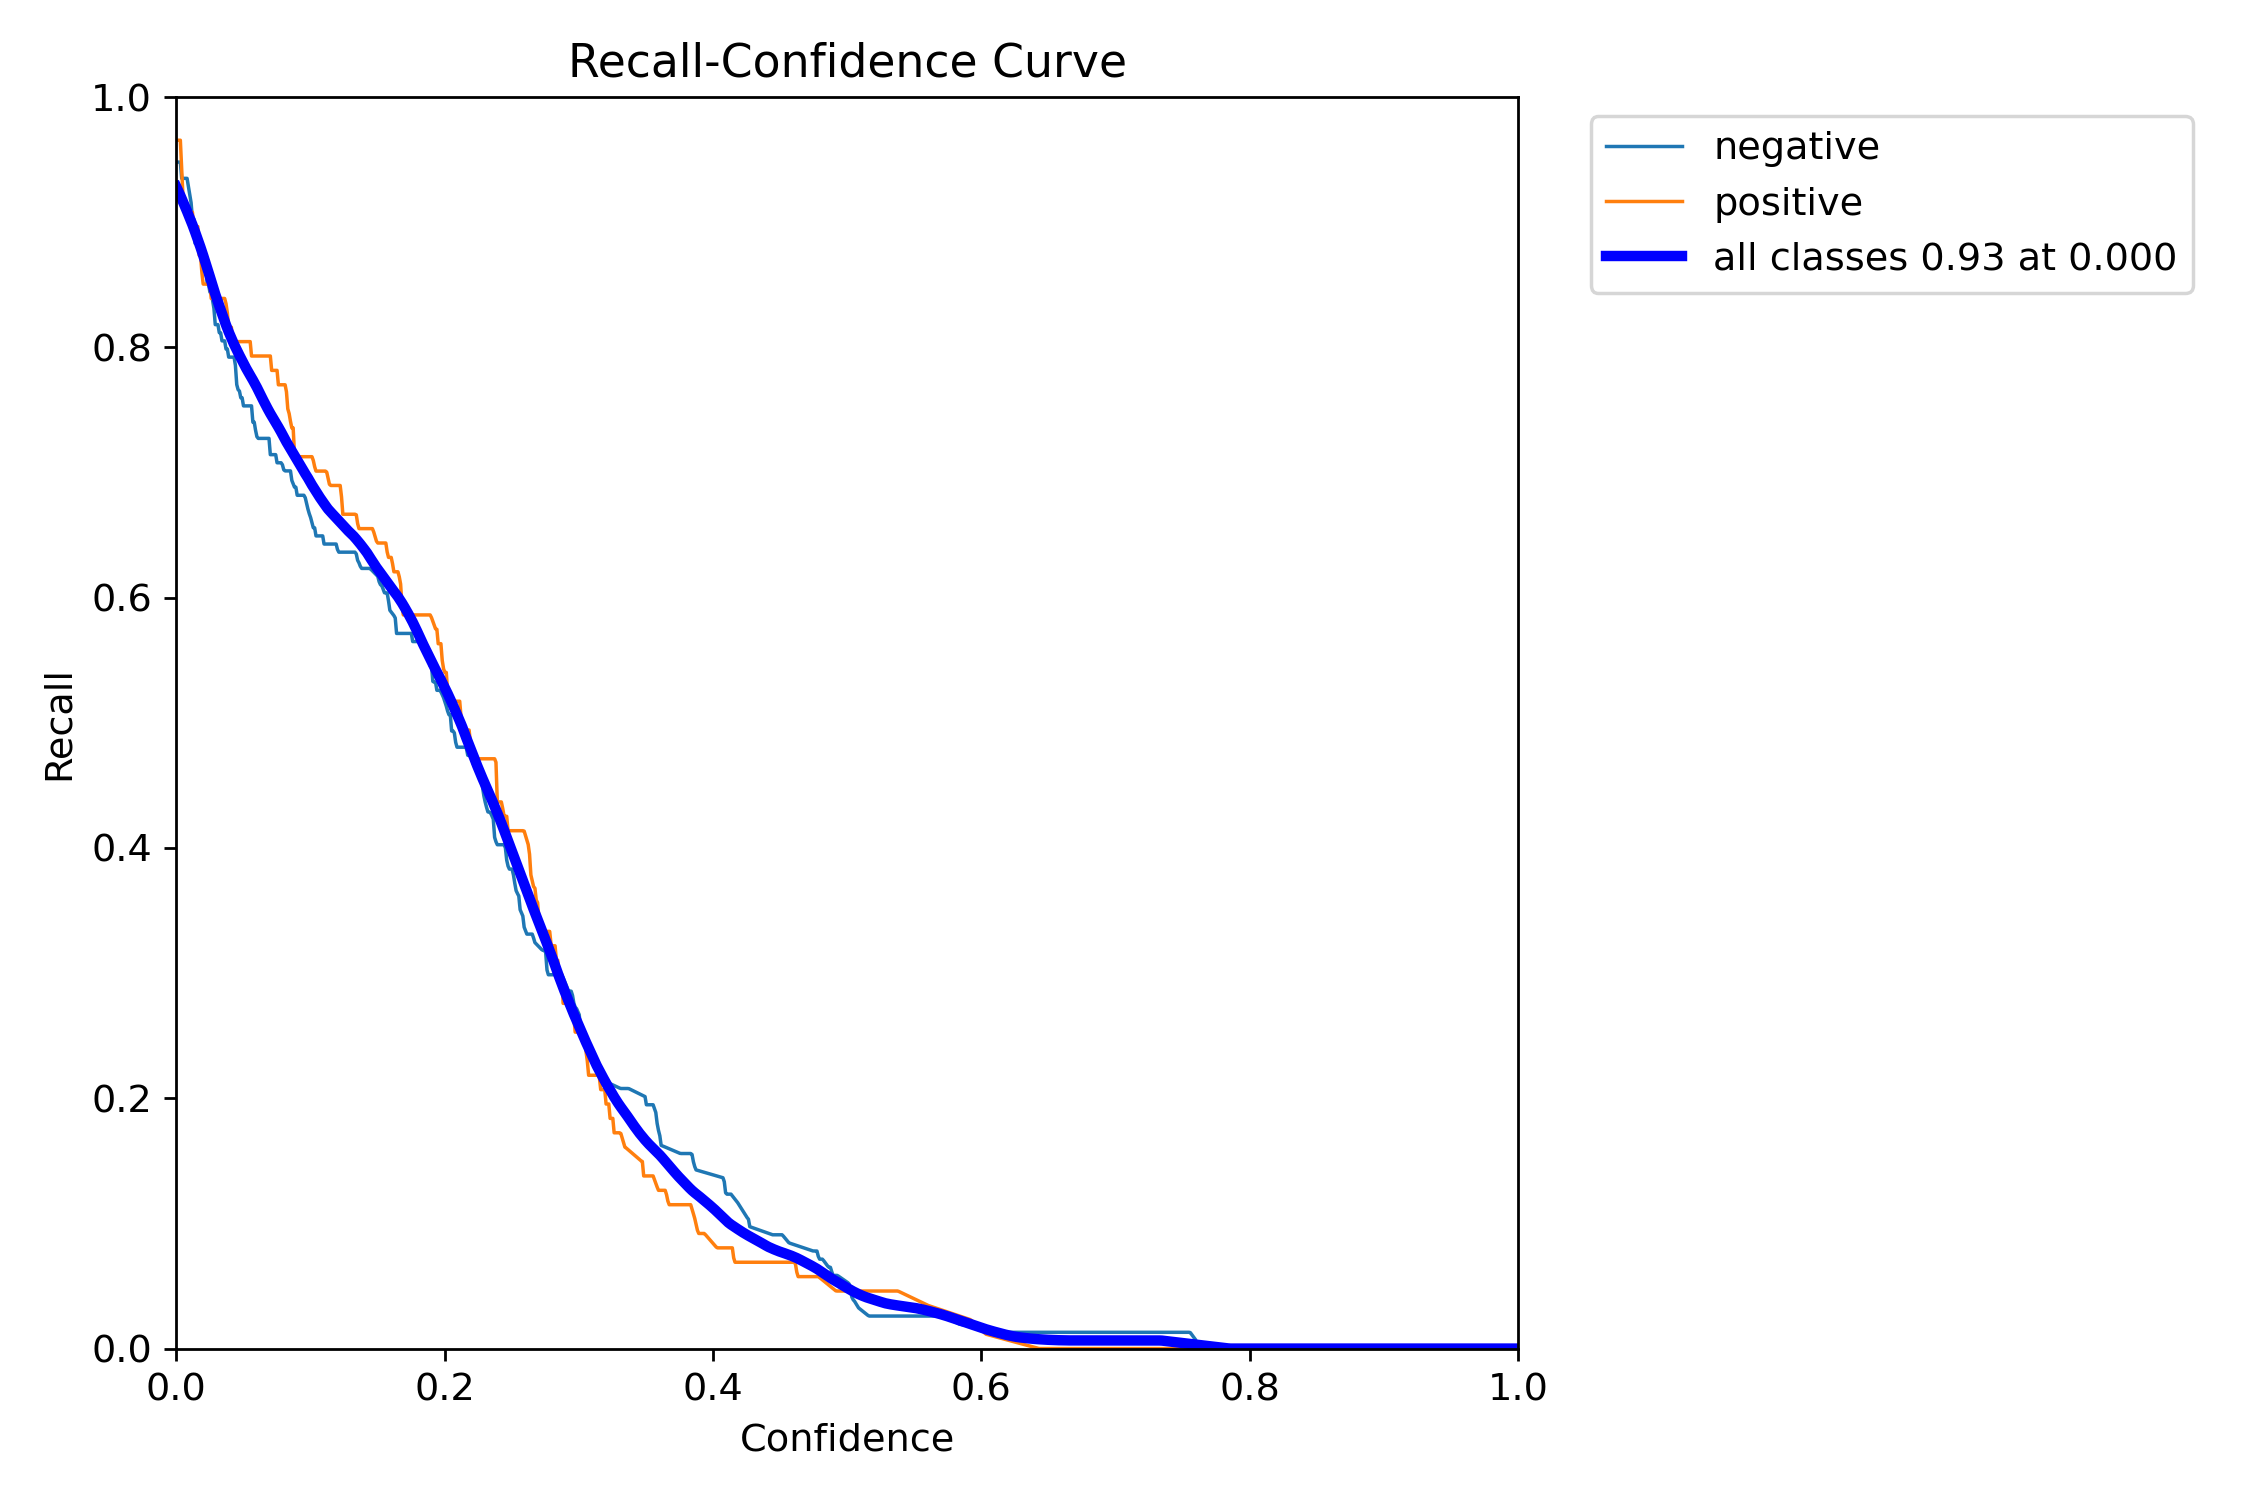 Recall-Confidence Curve
1.0
0.8
0.6
0.4
0.2
0.0
Recall
0.0 0.2 0.4 0.6 0.8 1.0
Confidence
negative
positive
all classes 0.93 at 0.000